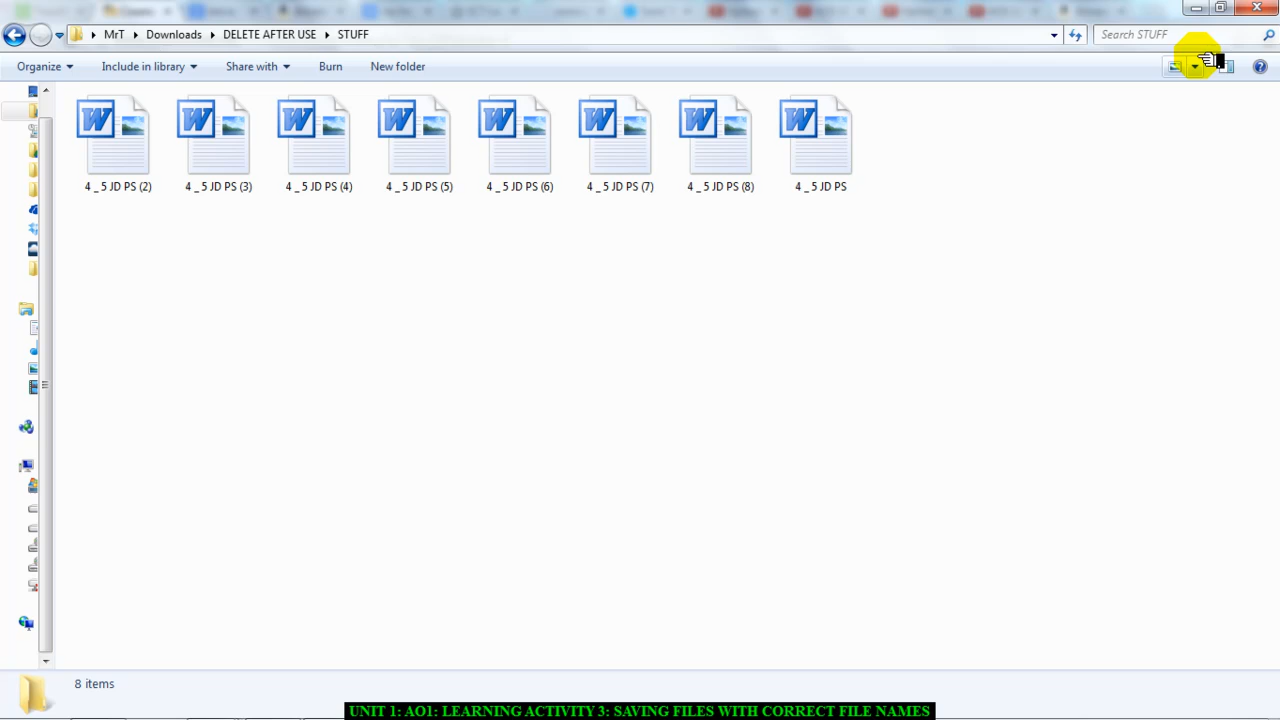 MrT Downloads DELETE AFTER USE STUFF Search STUFF
Organize Include in library Share with Burn New folder
4 _ 5 JD PS (2) 4 _ 5 JD PS (3) 4 _ 5 JD PS (4) 4 _ 5 JD PS (5) 4 _ 5 JD PS (6) 4 _ 5 JD PS (7) 4 _ 5 JD PS (8) 4 _ 5 JD PS
8 items
UNIT 1: AO1: LEARNING ACTIVITY 3: SAVING FILES WITH CORRECT FILE NAMES